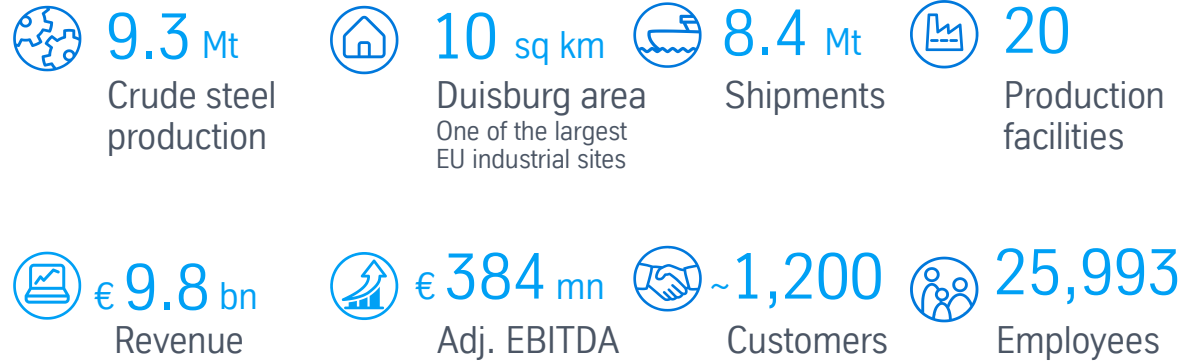 9.3 Mt
Crude steel
production
10 sq km
Duisburg area
One of the largest
EU industrial sites
8.4 Mt
Shipments
20
Production
facilities
€ 9.8 bn
Revenue
€ 384 mn
Adj. EBITDA
~1,200
Customers
25,993
Employees